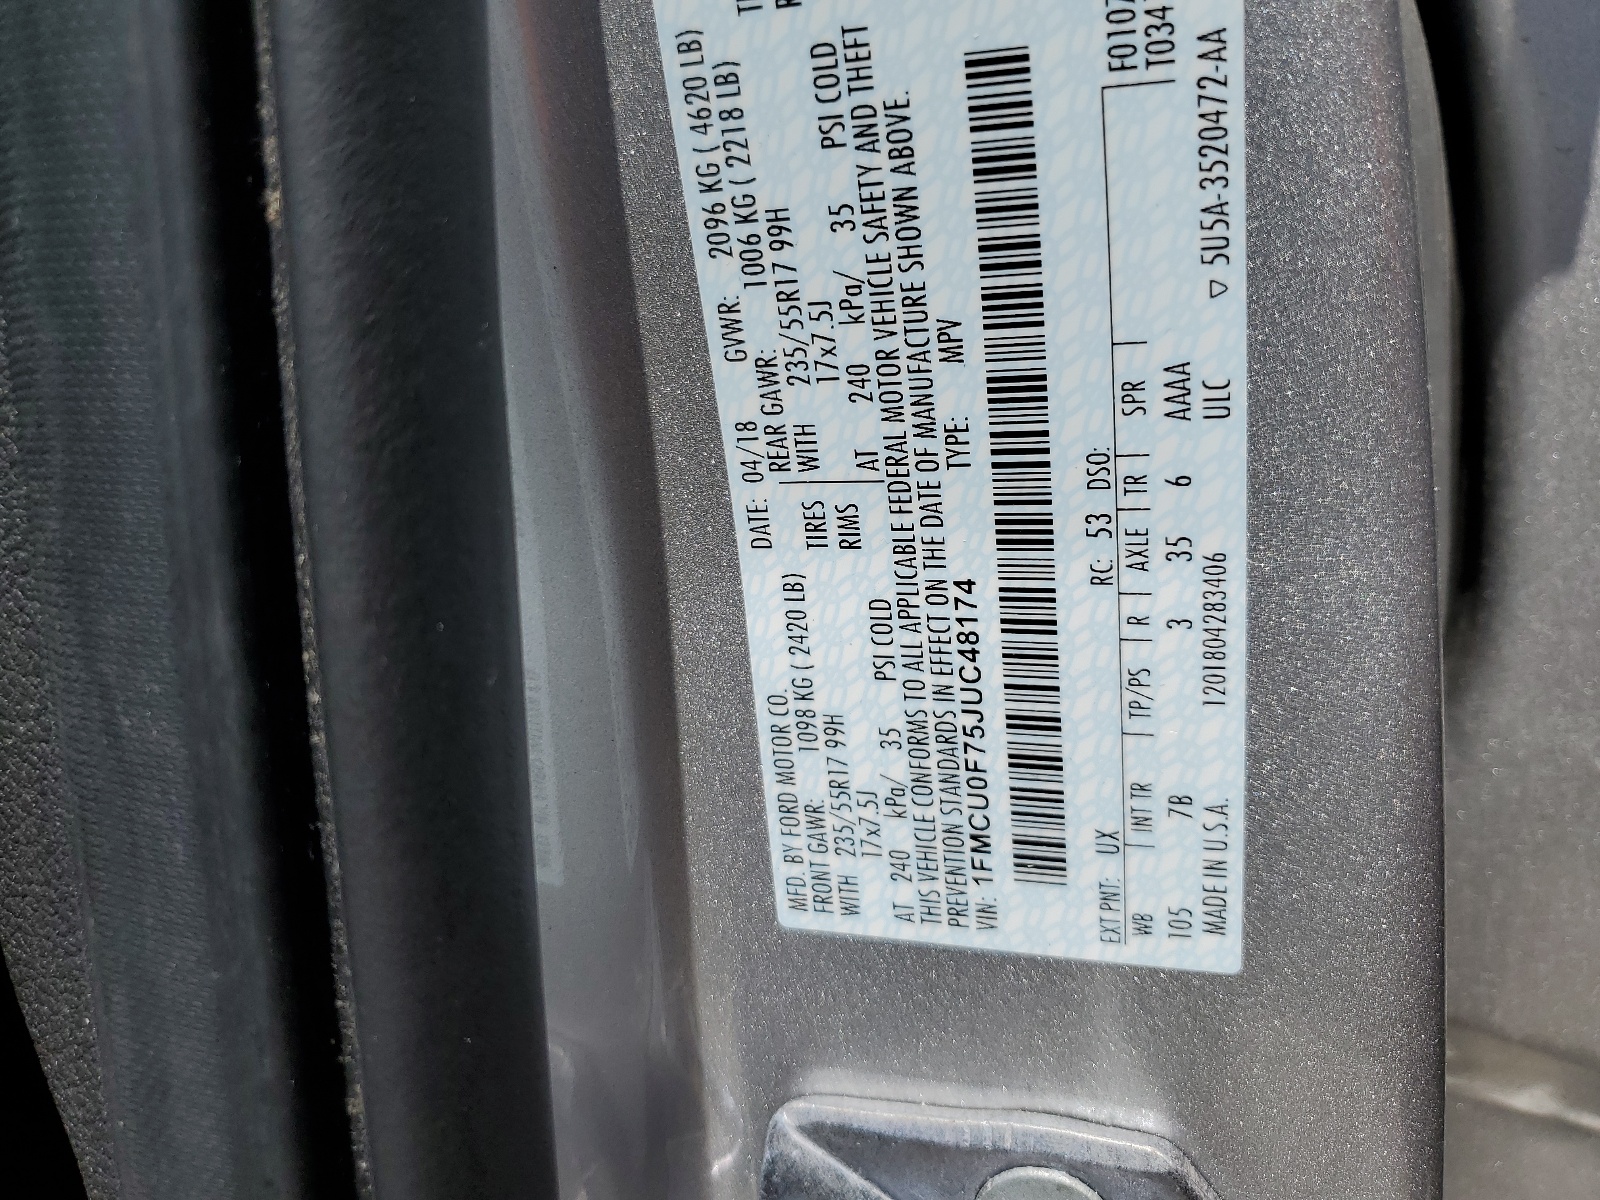 MFD. BY FORD MOTOR CO. DATE: 04/18 GVWR: 2096 KG ( 4620 LB)
FRONT GAWR: 1098 KG ( 2420 LB) REAR GAWR: 1006 KG ( 2218 LB)
WITH 235/55R17 99H TIRES WITH 235/55R17 99H
17x7.5J RIMS 17x7.5J
AT 240 kPa/ 35 PSI COLD AT 240 kPa/ 35 PSI COLD
THIS VEHICLE CONFORMS TO ALL APPLICABLE FEDERAL MOTOR VEHICLE SAFETY AND THEFT
PREVENTION STANDARDS IN EFFECT ON THE DATE OF MANUFACTURE SHOWN ABOVE.
VIN: 1FMCU0F75JUC48174 TYPE: MPV
EXT PNT: UX RC: 53 DSO: F0107
WB INT TR TP/PS R AXLE TR SPR T034
105 7B 3 35 6 AAAA
MADE IN U.S.A. 1201804283406 ULC ▽ 5U5A-3520472-AA